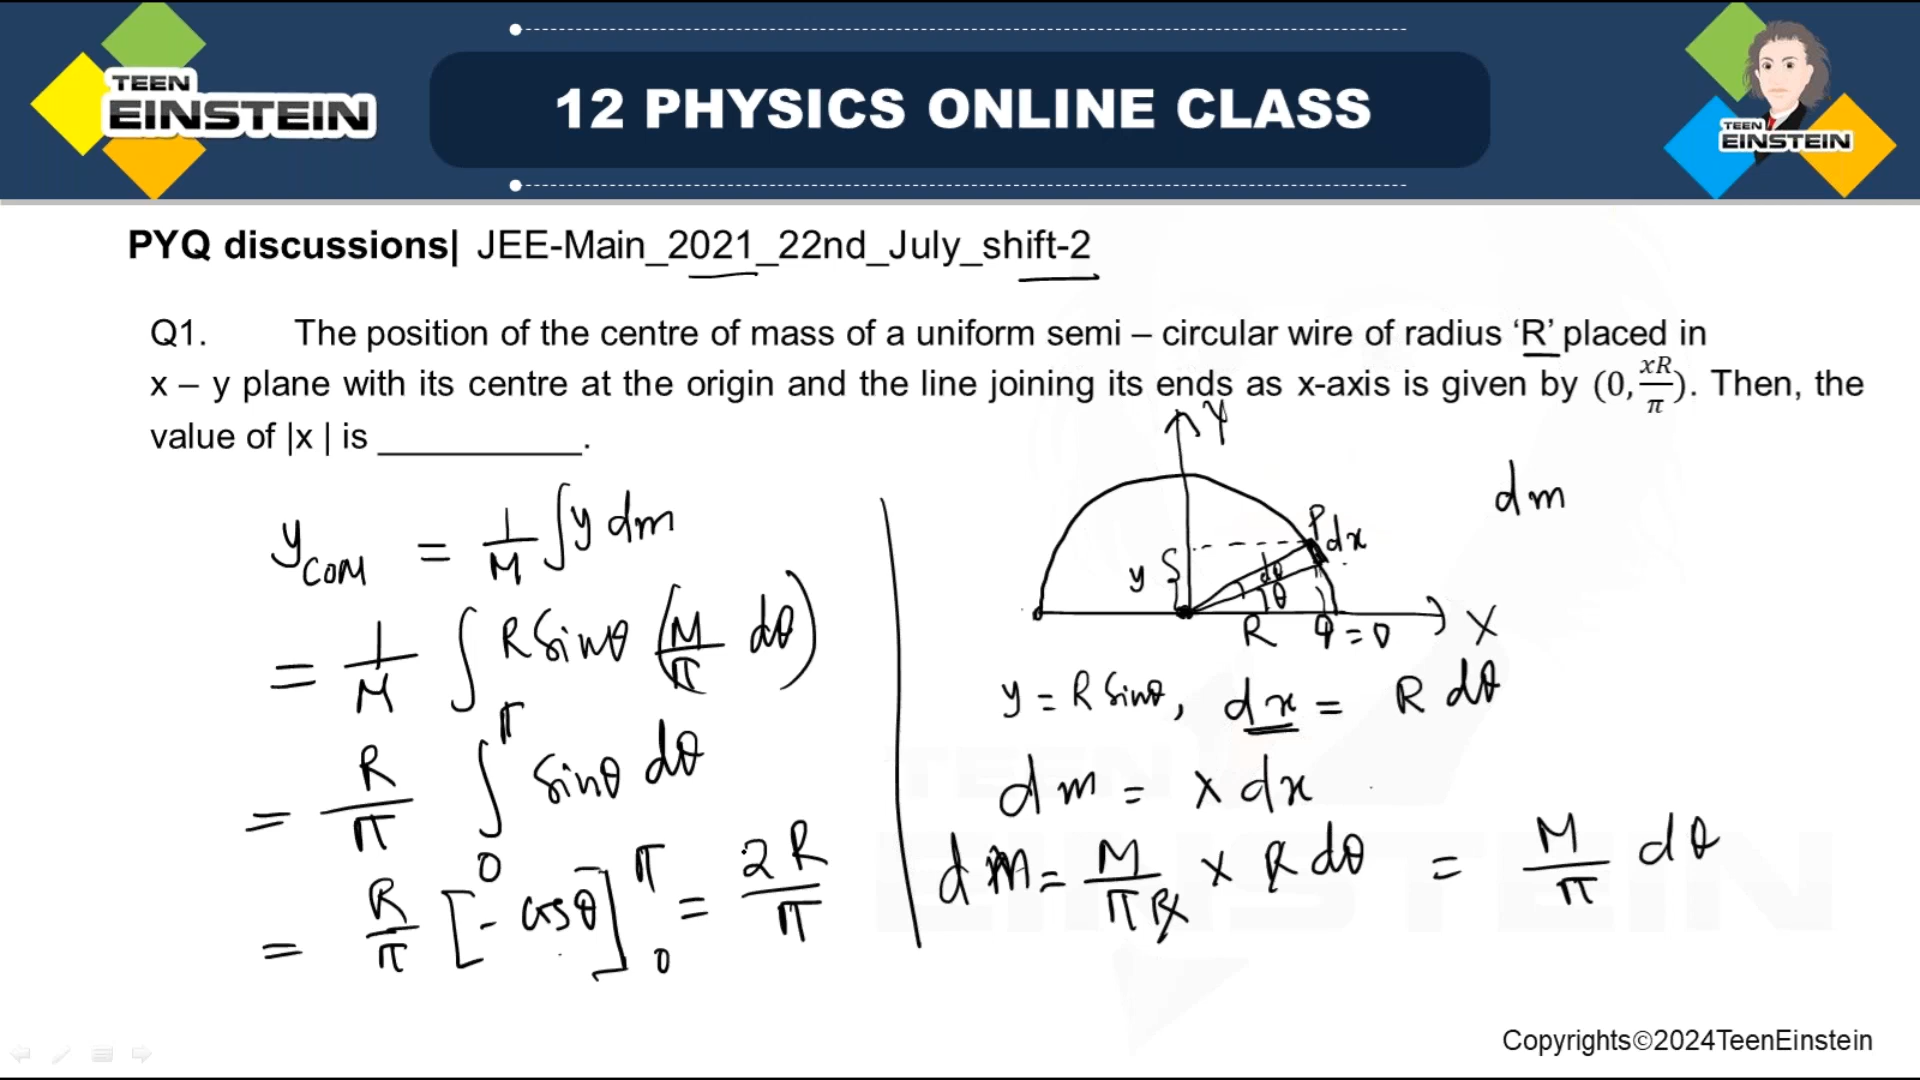 TEEN
EINSTEIN
12 PHYSICS ONLINE CLASS
TEEN
EINSTEIN
PYQ discussions| JEE-Main_2021_22nd_July_shift-2
Q1. The position of the centre of mass of a uniform semi – circular wire of radius ‘R’ placed in
x – y plane with its centre at the origin and the line joining its ends as x-axis is given by (0, xR/π). Then, the
value of |x | is ___________.
Y
dm
P dx
y
dθ
θ
R
θ = 0
X
y_COM = 1/M ∫ y dm
= 1/M ∫ R Sinθ (M/π dθ)
= R/π ∫_0^π Sinθ dθ
= R/π [- cosθ]_0^π = 2R/π
y = R Sinθ, dx = R dθ
dm = λ dx
dm = M/πR × R dθ = M/π dθ
TEEN
EINSTEIN
Copyrights©2024TeenEinstein